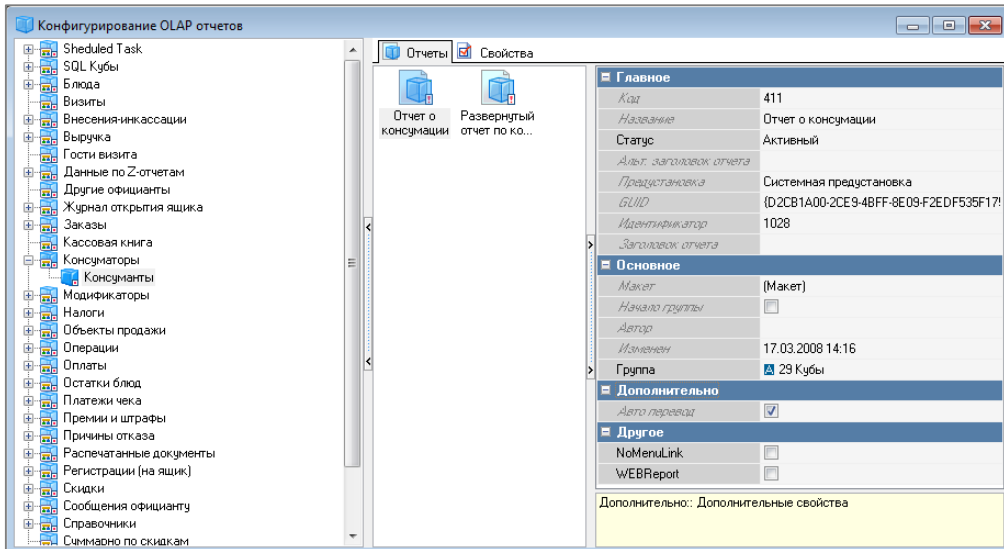 Конфигурирование OLAP отчетов
Sheduled Task
SQL Кубы
Блюда
Визиты
Внесения-инкассации
Выручка
Гости визита
Данные по Z-отчетам
Другие официанты
Журнал открытия ящика
Заказы
Кассовая книга
Консуматоры
Консуманты
Модификаторы
Налоги
Объекты продажи
Операции
Оплаты
Остатки блюд
Платежи чека
Премии и штрафы
Причины отказа
Распечатанные документы
Регистрации (на ящик)
Скидки
Сообщения официанту
Справочники
Суммарно по скидкам
Отчеты
Свойства
Отчет о
консумации
Развернутый
отчет по ко...
Главное
Код 411
Название Отчет о консумации
Статус Активный
Альт. заголовок отчета
Предустановка Системная предустановка
GUID {D2CB1A00-2CE9-4BFF-8E09-F2EDF535F17
Идентификатор 1028
Заголовок отчета
Основное
Макет (Макет)
Начало группы
Автор
Изменен 17.03.2008 14:16
Группа A 29 Кубы
Дополнительно
Авто перевод
Другое
NoMenuLink
WEBReport
Дополнительно:: Дополнительные свойства